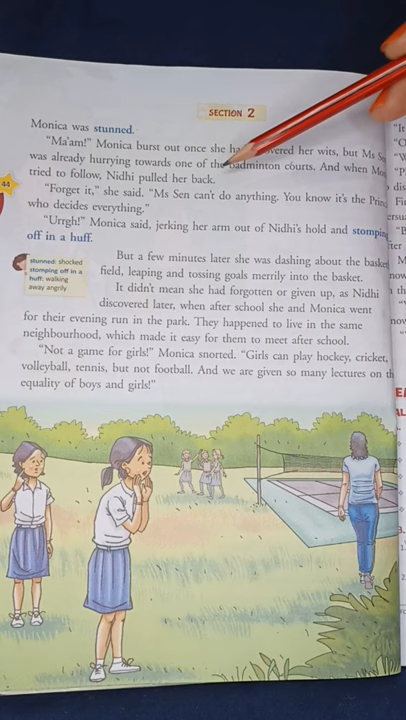 SECTION 2
Monica was stunned.
"Ma'am!" Monica burst out once she her wits, but Ms
was already hurrying towards one of the badminton courts. And when
tried to follow, Nidhi pulled her back.
44
"Forget it," she said. "Ms Sen can't do anything. You know it's the
who decides everything."
"Urrgh!" Monica said, jerking her arm out of Nidhi's hold and
off in a huff.
But a few minutes later she was dashing about the
field, leaping and tossing goals merrily into the basket.
stunned: shocked
stomping off in a
huff: walking
away angrily
It didn't mean she had forgotten or given up, as Nidhi
discovered later, when after school she and Monica went
for their evening run in the park. They happened to live in the same
neighbourhood, which made it easy for them to meet after school.
"Not a game for girls!" Monica snorted. "Girls can play hockey, cricket,
volleyball, tennis, but not football. And we are given so many lectures on
equality of boys and girls!"